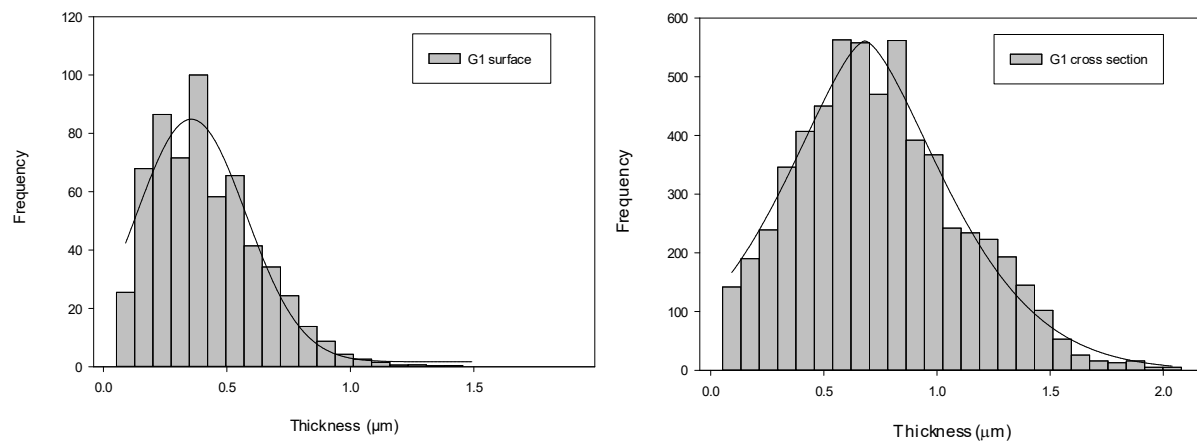 120
100
80
60
40
20
0
Frequency
G1 surface
0.0 0.5 1.0 1.5
Thickness (µm)
600
500
400
300
200
100
0
Frequency
G1 cross section
0.0 0.5 1.0 1.5 2.0
Thickness (μm)